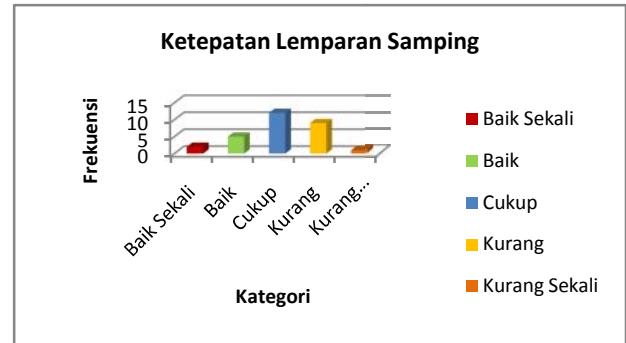 Ketepatan Lemparan Samping
Frekuensi
15
10
5
0
Baik Sekali
Baik
Cukup
Kurang
Kurang...
Kategori
Baik Sekali
Baik
Cukup
Kurang
Kurang Sekali